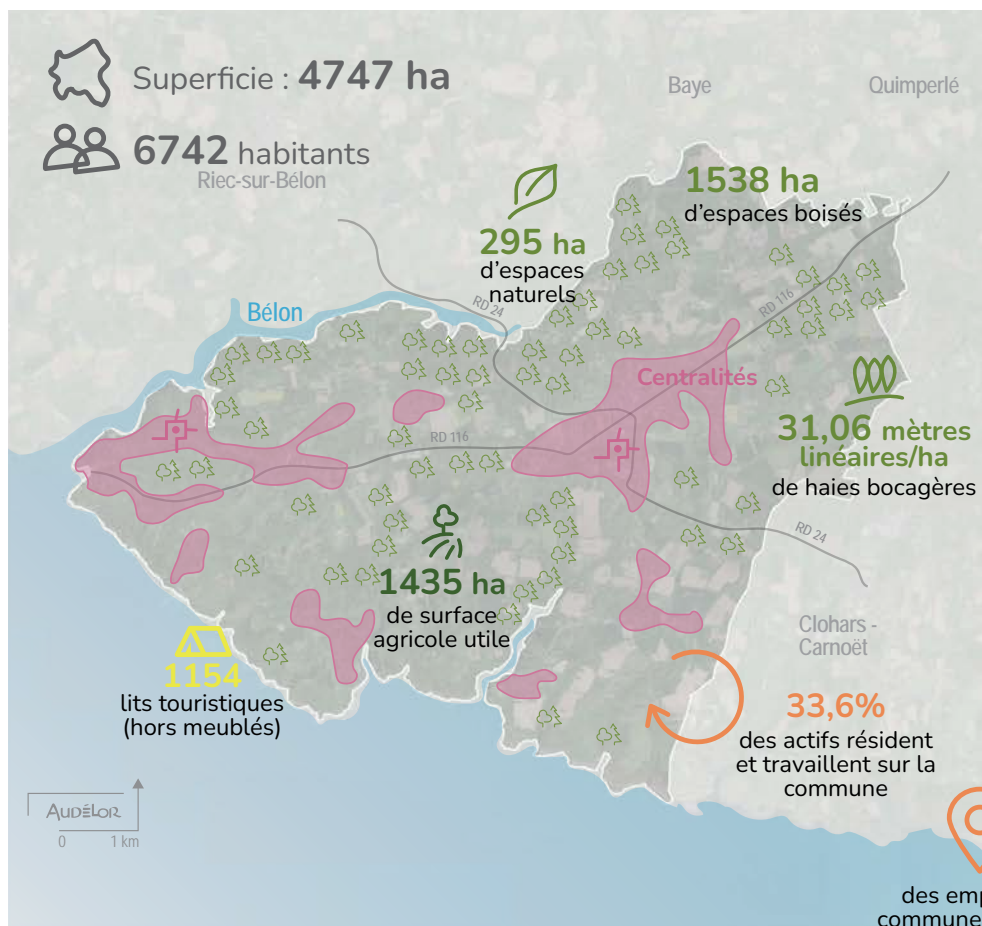 Superficie : 4747 ha
6742 habitants
Riec-sur-Bélon
Baye
Quimperlé
1538 ha
d'espaces boisés
295 ha
d'espaces
naturels
Bélon
RD 24
RD 116
Centralités
31,06 mètres
linéaires/ha
de haies bocagères
RD 116
RD 24
1435 ha
de surface
agricole utile
Clohars -
Carnoët
1154
lits touristiques
(hors meublés)
33,6%
des actifs résident
et travaillent sur la
commune
AUDÉLOR
0 1 km
des emp
commune